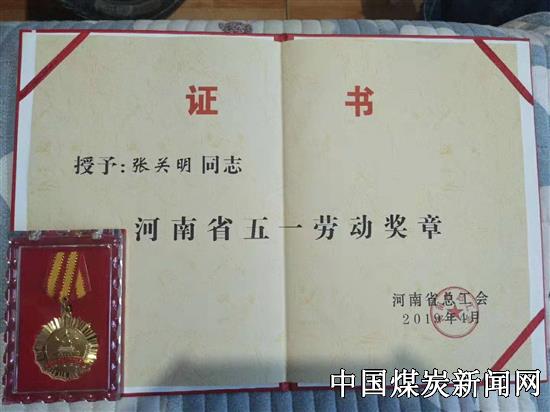 证 书
授予：张关明 同志
河南省五一劳动奖章
河南省总工会
2019年4月
中国煤炭新闻网